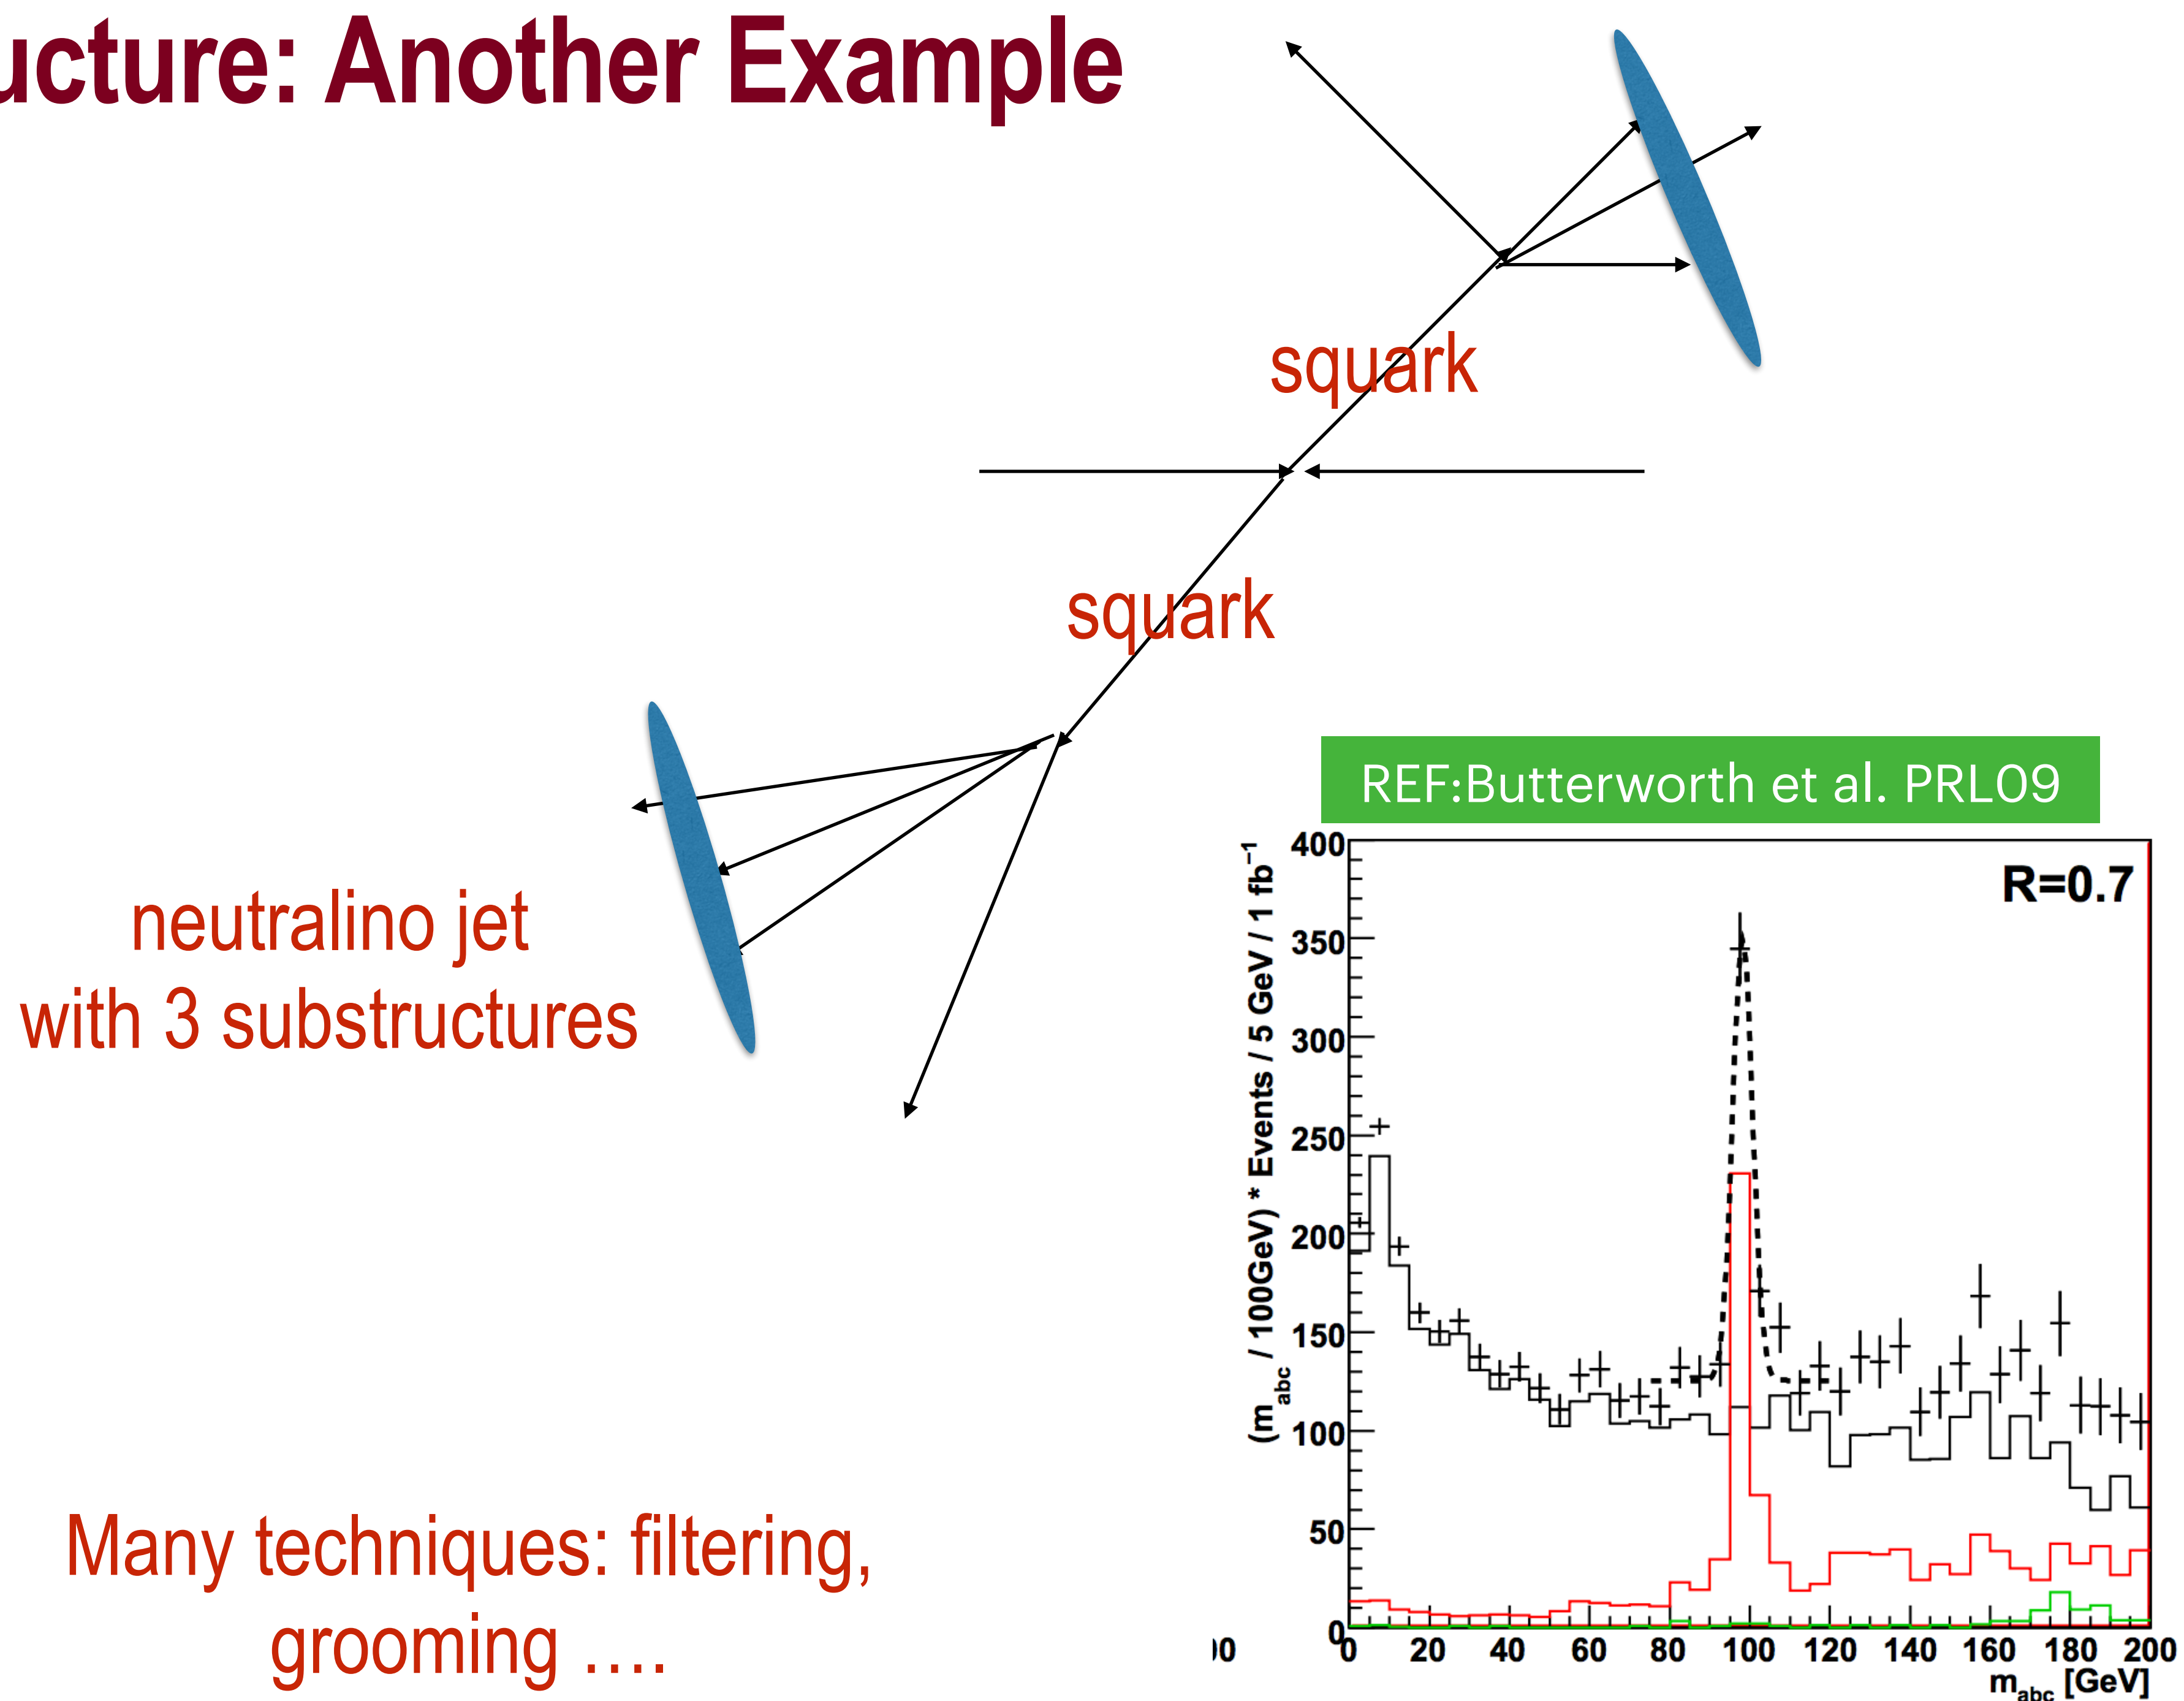 ucture: Another Example
squark
squark
REF:Butterworth et al. PRL09
neutralino jet
with 3 substructures
Many techniques: filtering,
grooming ....
(m_abc / 100GeV) * Events / 5 GeV / 1 fb⁻¹
R=0.7
400
350
300
250
200
150
100
50
0
00
0 20 40 60 80 100 120 140 160 180 200
m_abc [GeV]